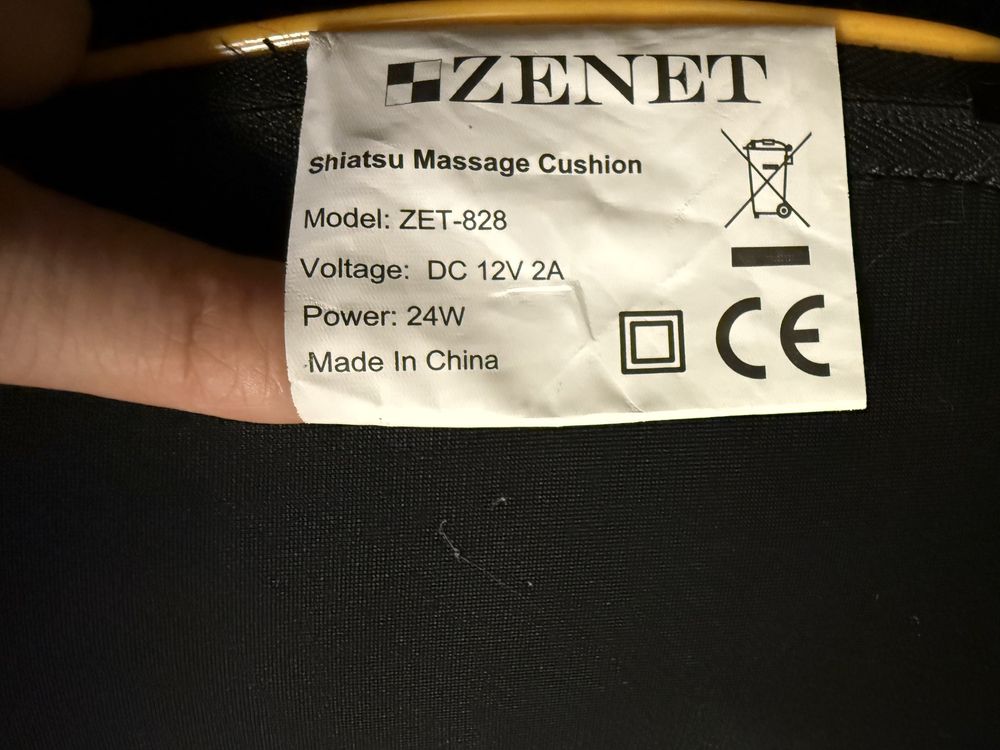 ZENET
Shiatsu Massage Cushion
Model: ZET-828
Voltage: DC 12V 2A
Power: 24W
Made In China
CE